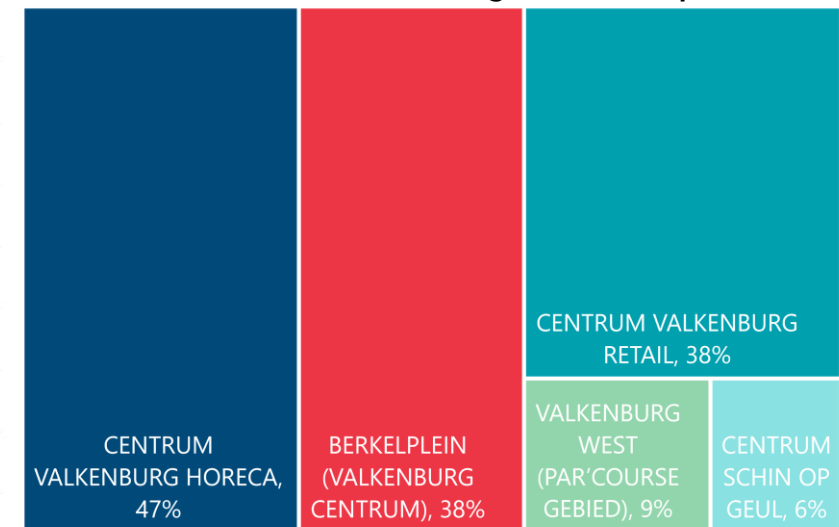 CENTRUM
VALKENBURG HORECA,
47%
BERKELPLEIN
(VALKENBURG
CENTRUM), 38%
CENTRUM VALKENBURG
RETAIL, 38%
VALKENBURG
WEST
(PAR'COURSE
GEBIED), 9%
CENTRUM
SCHIN OP
GEUL, 6%